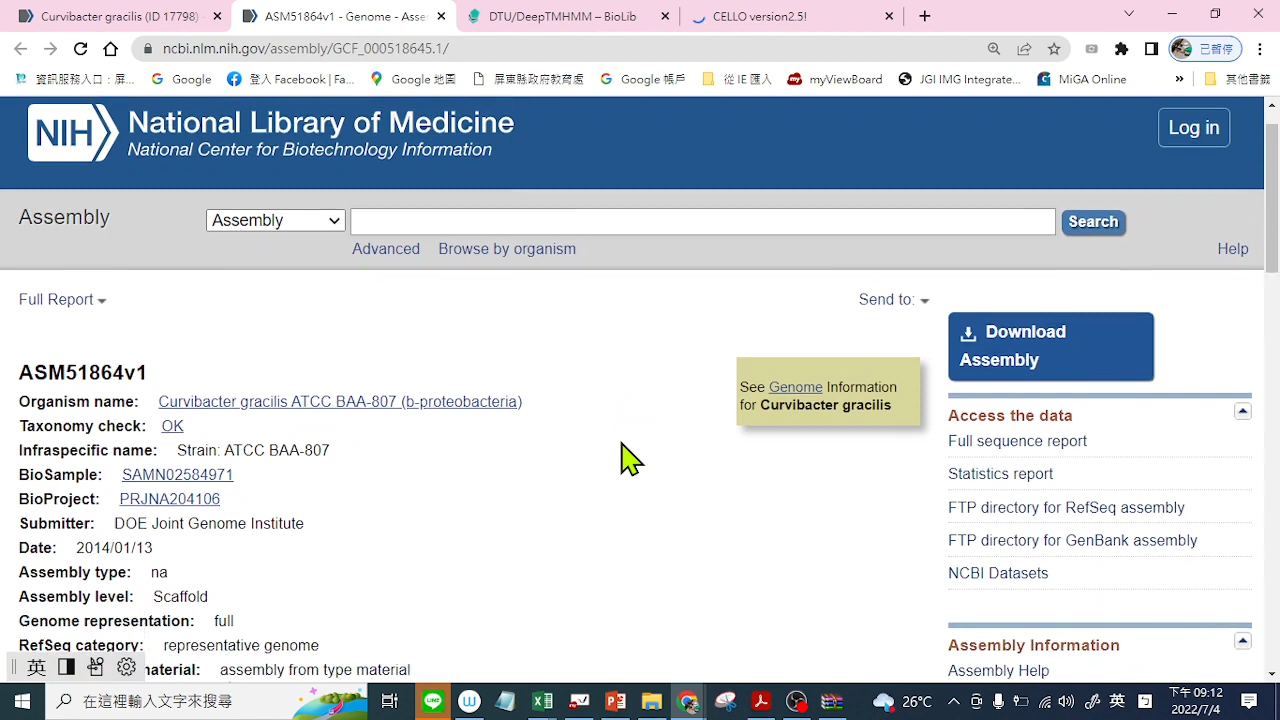 Curvibacter gracilis (ID 17798)
ASM51864v1 - Genome - Asse
DTU/DeepTMHMM – BioLib
CELLO version2.5!
ncbi.nlm.nih.gov/assembly/GCF_000518645.1/
已暫停
資訊服務入口：屏...
Google
登入 Facebook | Fa...
Google 地圖
屏東縣政府教育處
Google 帳戶
從 IE 匯入
myViewBoard
JGI IMG Integrate...
MiGA Online
»
其他書籤
NIH
National Library of Medicine
National Center for Biotechnology Information
Log in
Assembly
Assembly
Search
Advanced
Browse by organism
Help
Full Report
Send to:
Download
Assembly
ASM51864v1
See Genome Information
for Curvibacter gracilis
Organism name: Curvibacter gracilis ATCC BAA-807 (b-proteobacteria)
Taxonomy check: OK
Infraspecific name: Strain: ATCC BAA-807
BioSample: SAMN02584971
BioProject: PRJNA204106
Submitter: DOE Joint Genome Institute
Date: 2014/01/13
Assembly type: na
Assembly level: Scaffold
Genome representation: full
RefSeq category: representative genome
material: assembly from type material
Access the data
Full sequence report
Statistics report
FTP directory for RefSeq assembly
FTP directory for GenBank assembly
NCBI Datasets
Assembly Information
Assembly Help
英
在這裡輸入文字來搜尋
26°C
英
下午 09:12
2022/7/4